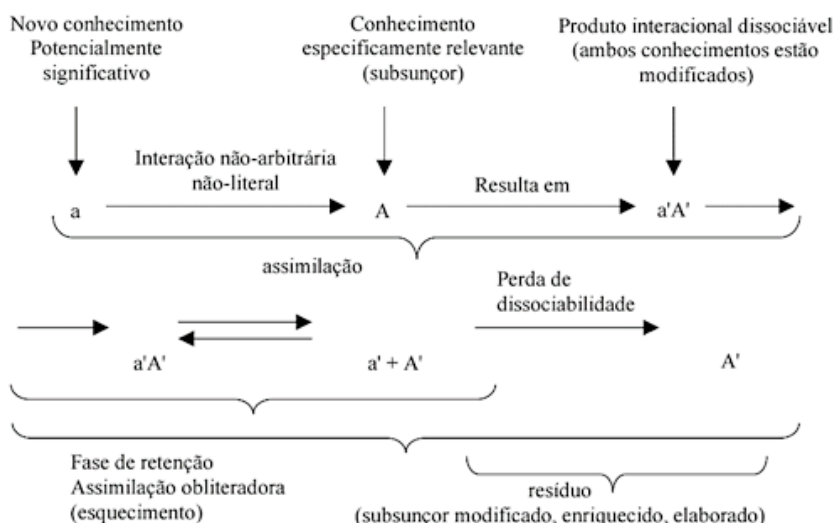 Novo conhecimento
Potencialmente
significativo
Conhecimento
especificamente relevante
(subsunçor)
Produto interacional dissociável
(ambos conhecimentos estão
modificados)
Interação não-arbitrária
não-literal
Resulta em
a
A
a'A'
assimilação
Perda de
dissociabilidade
a'A'
a' + A'
A'
Fase de retenção
Assimilação obliteradora
(esquecimento)
resíduo
(subsunçor modificado, enriquecido, elaborado)